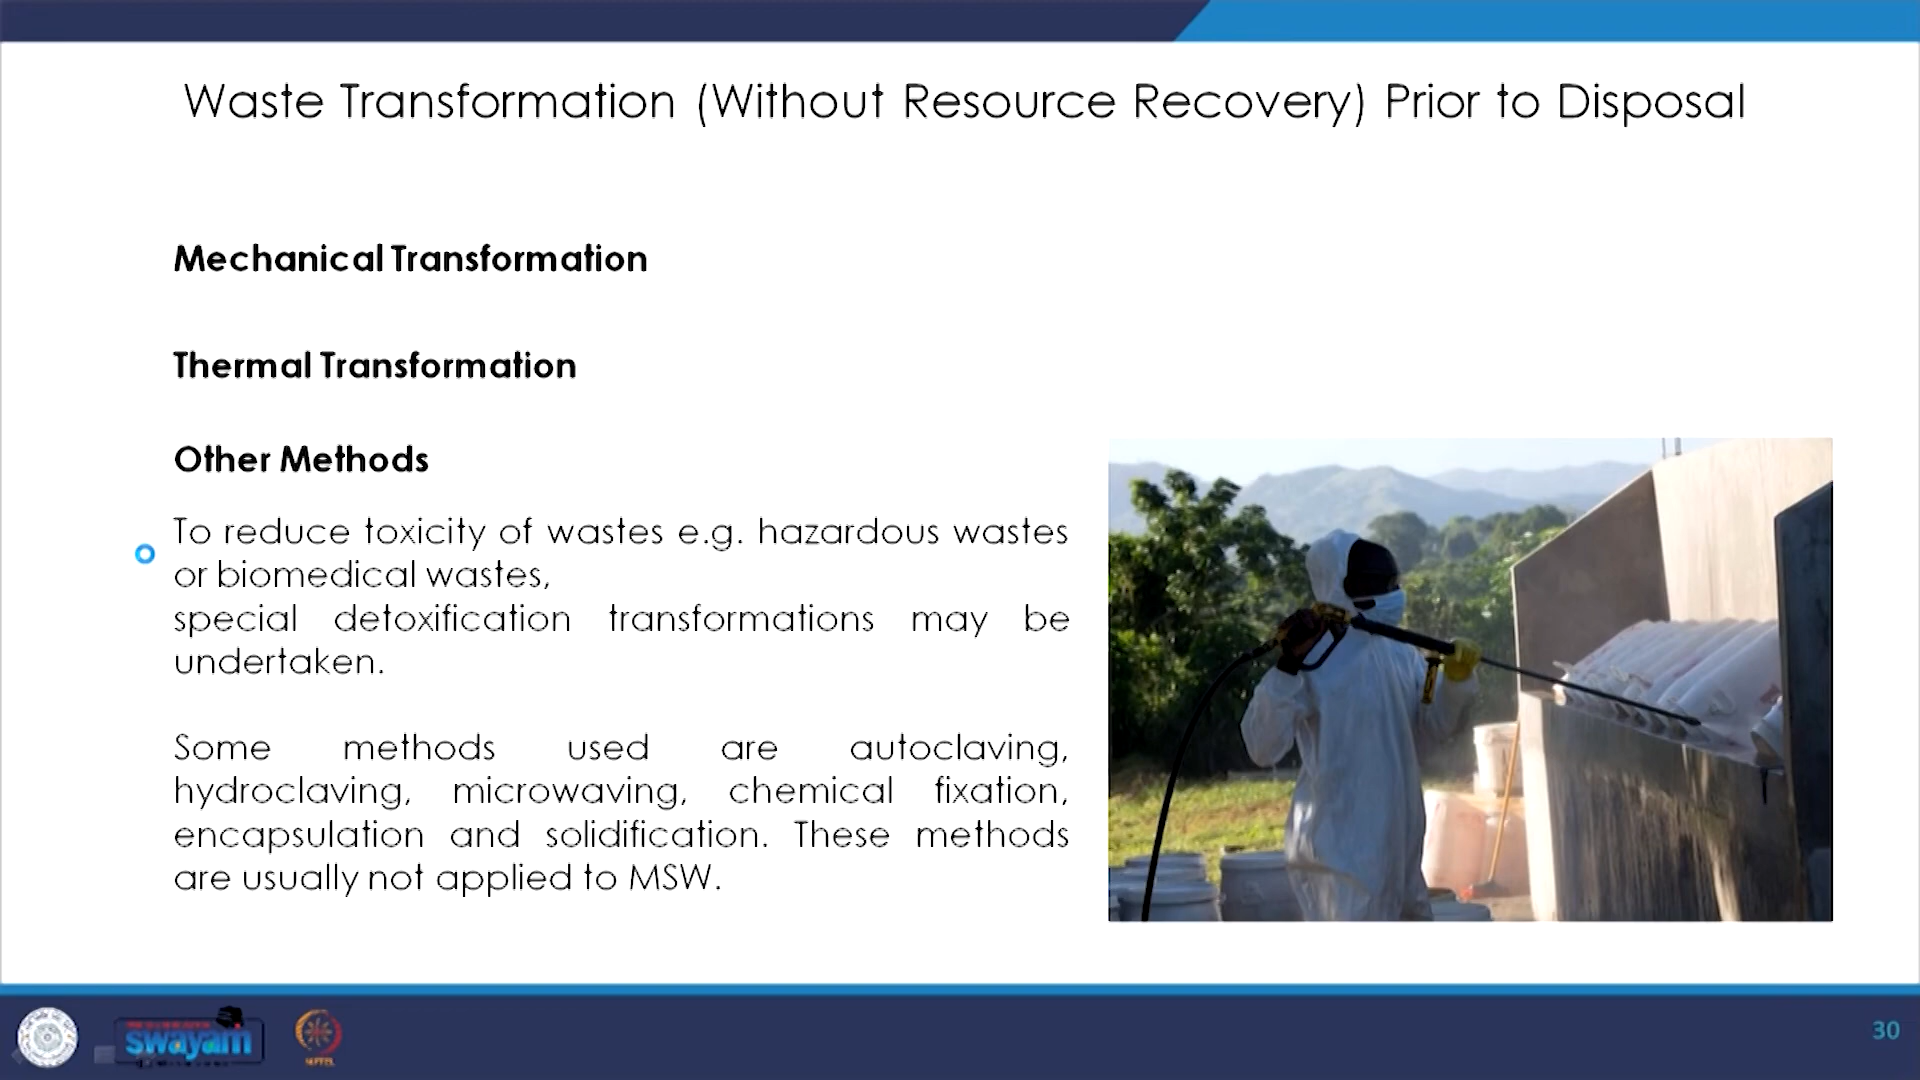 Waste Transformation (Without Resource Recovery) Prior to Disposal
Mechanical Transformation
Thermal Transformation
Other Methods
To reduce toxicity of wastes e.g. hazardous wastes
or biomedical wastes,
special detoxification transformations may be
undertaken.
Some methods used are autoclaving,
hydroclaving, microwaving, chemical fixation,
encapsulation and solidification. These methods
are usually not applied to MSW.
swayam
30